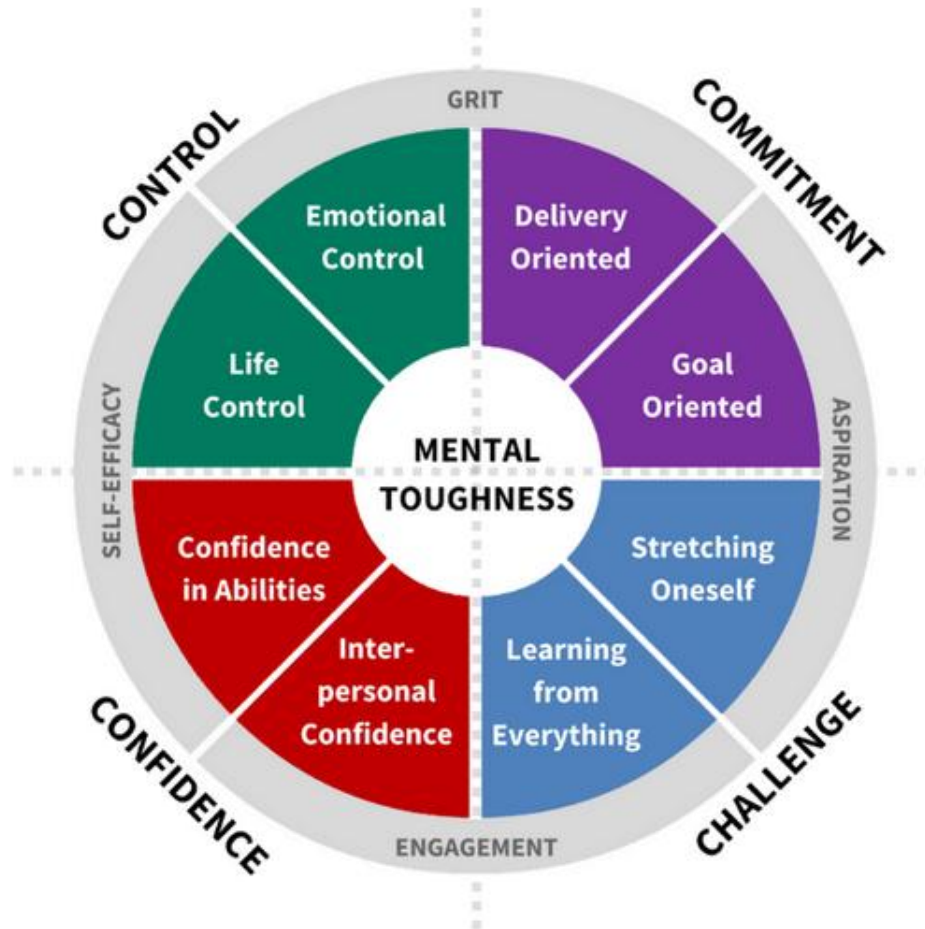 GRIT
CONTROL
COMMITMENT
Emotional
Control
Delivery
Oriented
Life
Control
Goal
Oriented
SELF-EFFICACY
ASPIRATION
MENTAL
TOUGHNESS
Confidence
in Abilities
Stretching
Oneself
Inter-
personal
Confidence
Learning
from
Everything
CONFIDENCE
CHALLENGE
ENGAGEMENT